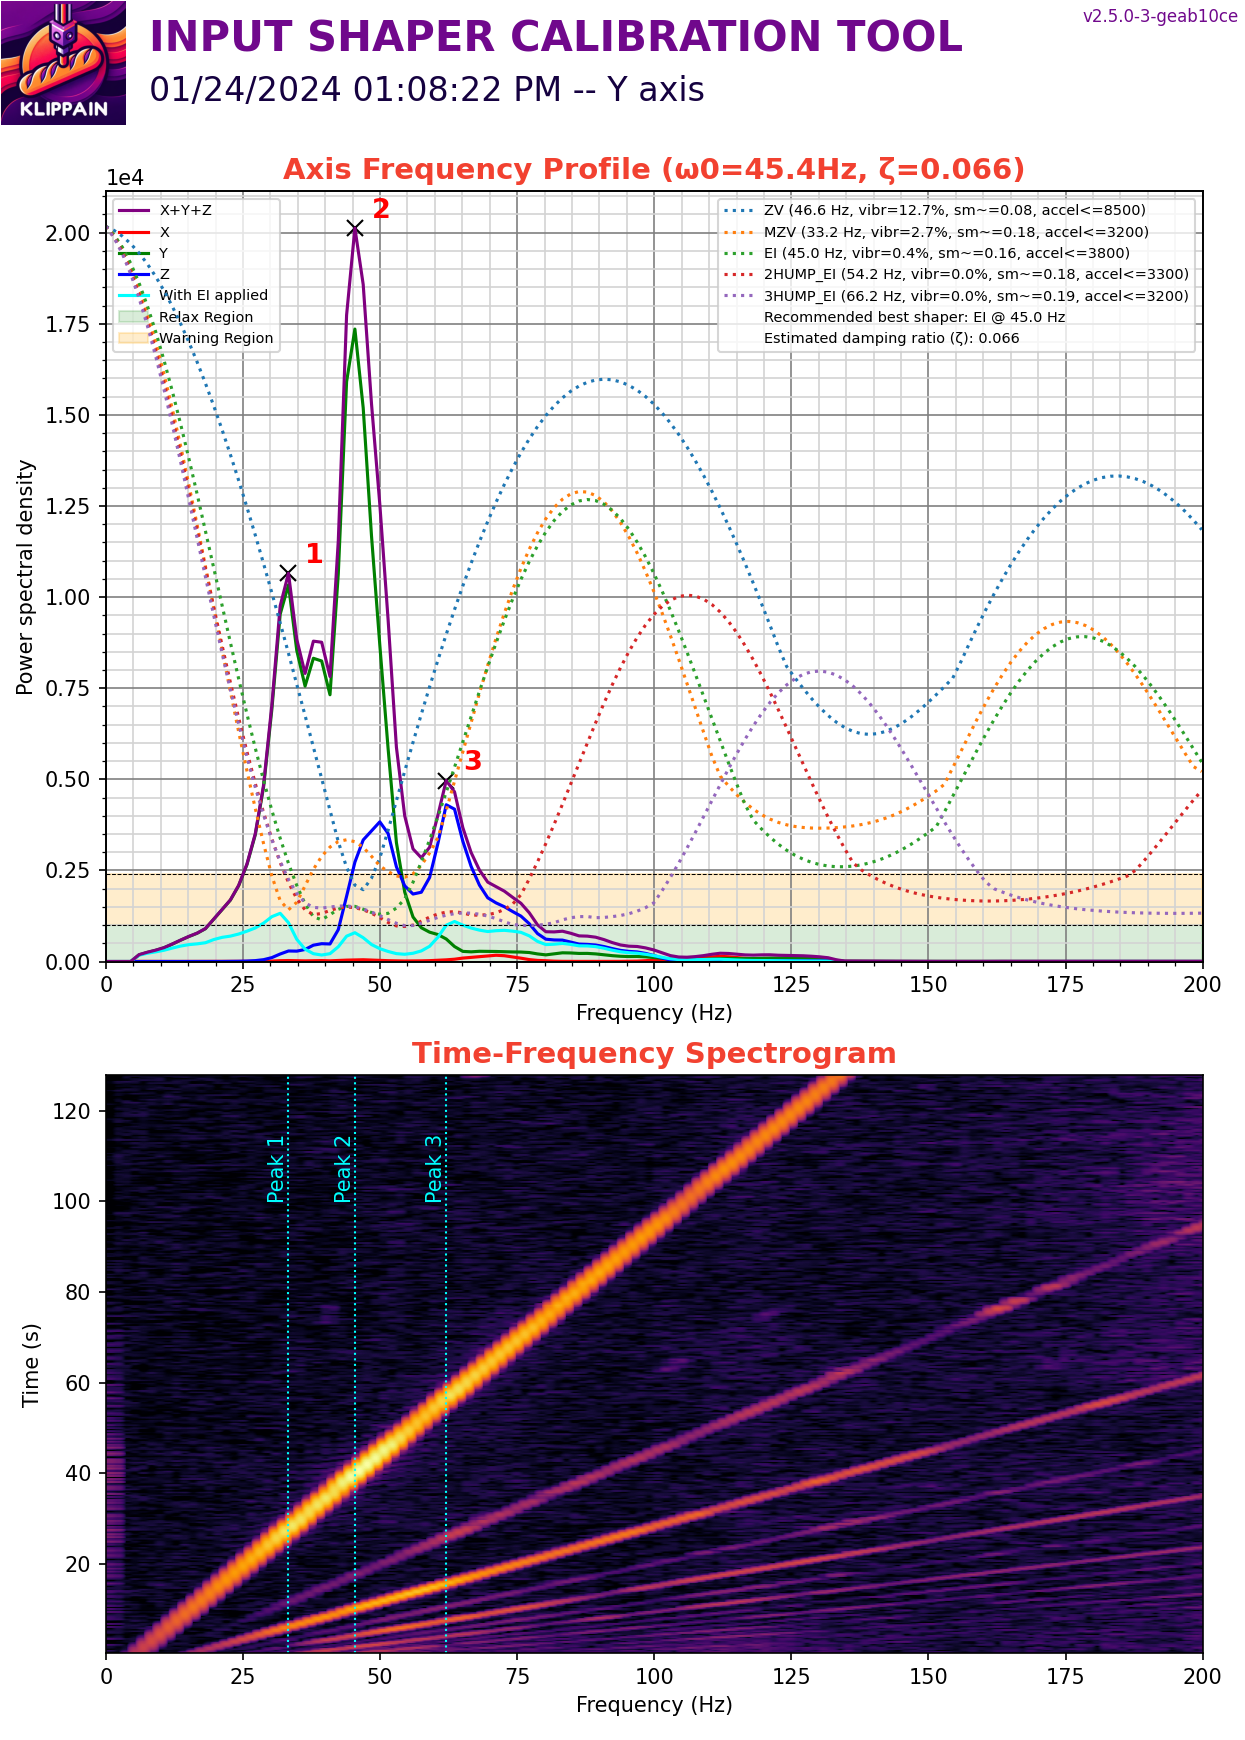 v2.5.0-3-geab10ce
INPUT SHAPER CALIBRATION TOOL
01/24/2024 01:08:22 PM -- Y axis
KLIPPAIN
Axis Frequency Profile (ω0=45.4Hz, ζ=0.066)
1e4
X+Y+Z
X
Y
Z
With EI applied
Relax Region
Warning Region
ZV (46.6 Hz, vibr=12.7%, sm~=0.08, accel<=8500)
MZV (33.2 Hz, vibr=2.7%, sm~=0.18, accel<=3200)
EI (45.0 Hz, vibr=0.4%, sm~=0.16, accel<=3800)
2HUMP_EI (54.2 Hz, vibr=0.0%, sm~=0.18, accel<=3300)
3HUMP_EI (66.2 Hz, vibr=0.0%, sm~=0.19, accel<=3200)
Recommended best shaper: EI @ 45.0 Hz
Estimated damping ratio (ζ): 0.066
2
1
3
2.00
1.75
1.50
1.25
1.00
0.75
0.50
0.25
0.00
Power spectral density
0 25 50 75 100 125 150 175 200
Frequency (Hz)
Time-Frequency Spectrogram
Peak 1
Peak 2
Peak 3
120
100
80
60
40
20
Time (s)
0 25 50 75 100 125 150 175 200
Frequency (Hz)